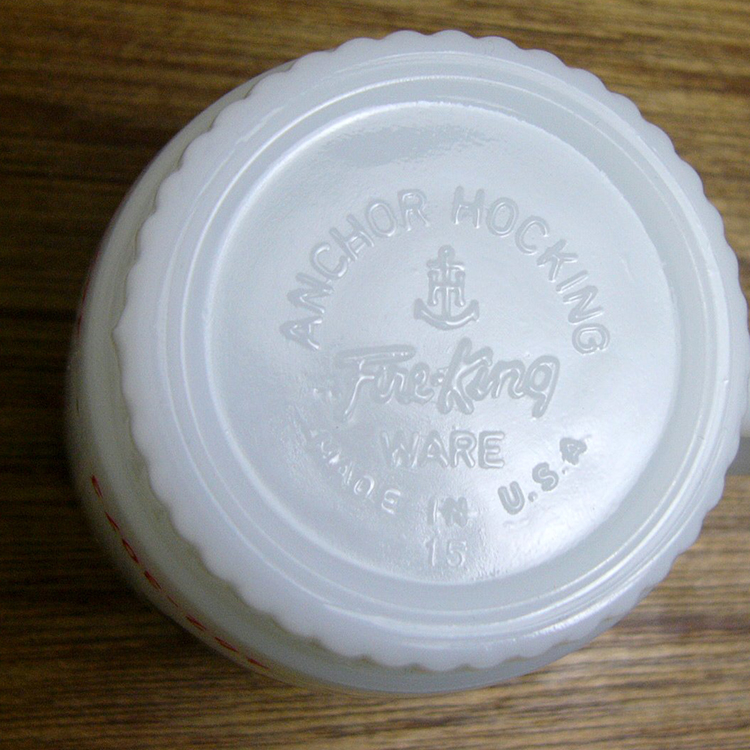 ANCHOR HOCKING
Fire-King
WARE
MADE IN U.S.A
15